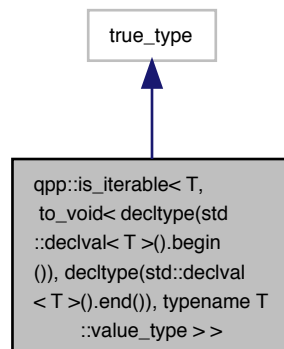 true_type
qpp::is_iterable< T,
to_void< decltype(std
::declval< T >().begin
()), decltype(std::declval
< T >().end()), typename T
::value_type > >